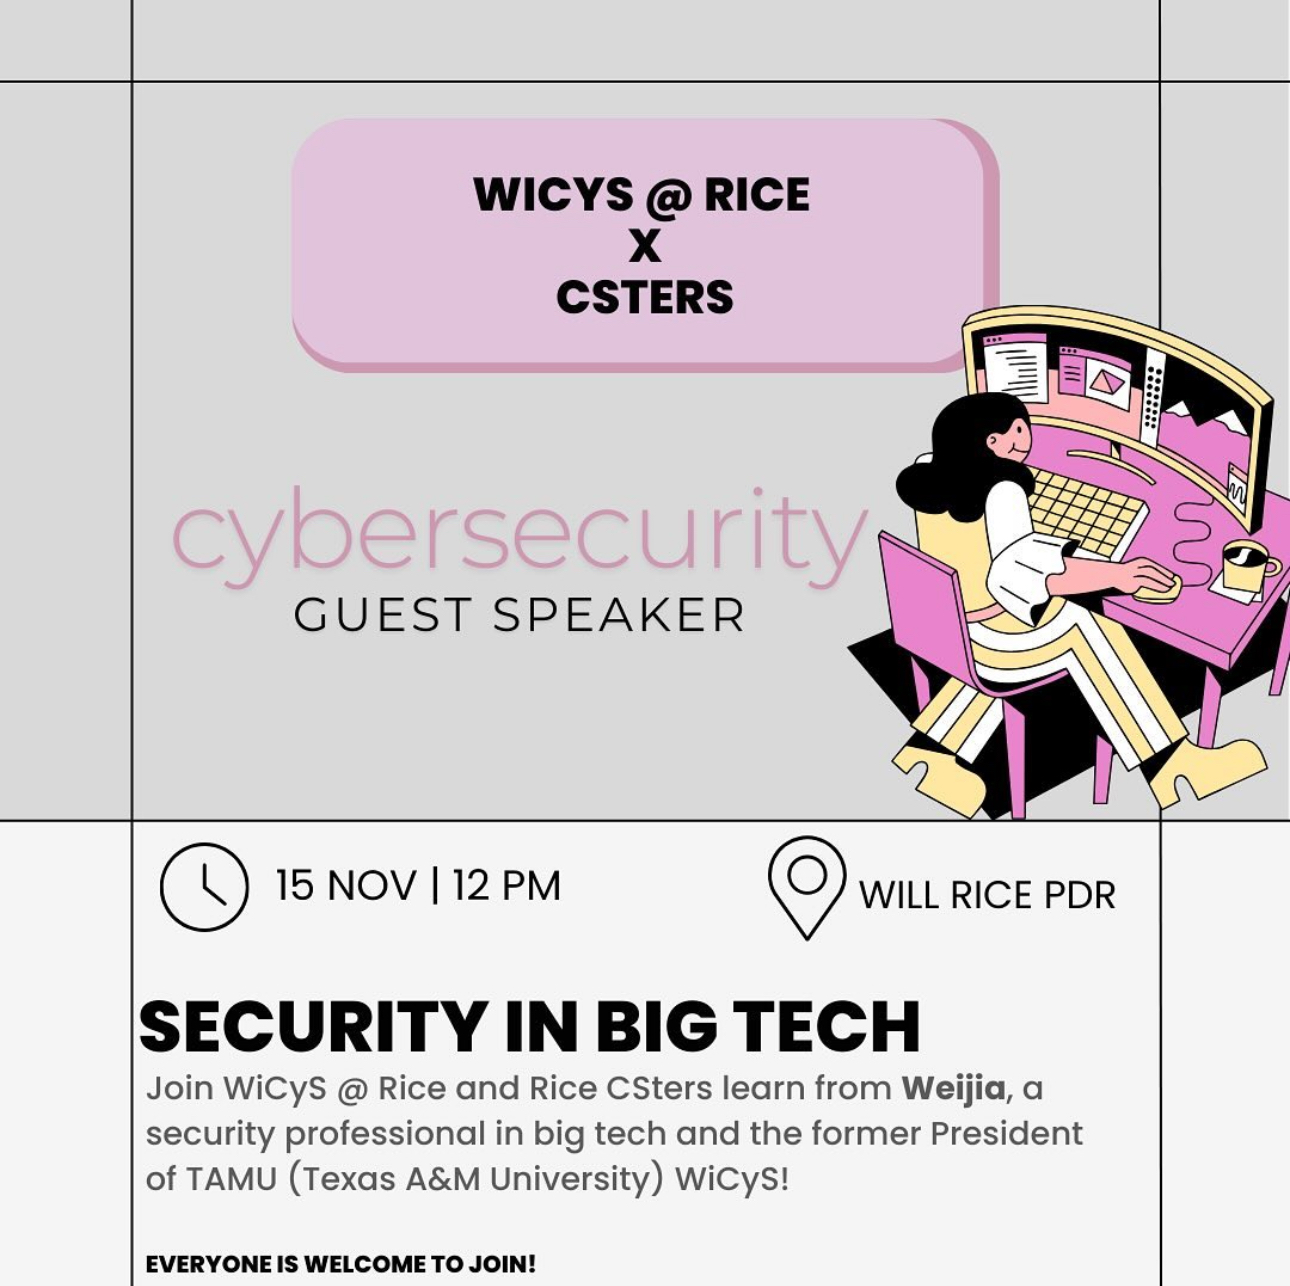 WICYS @ RICE
X
CSTERS
cybersecurity
GUEST SPEAKER
15 NOV | 12 PM
WILL RICE PDR
SECURITY IN BIG TECH
Join WiCyS @ Rice and Rice CSters learn from Weijia, a
security professional in big tech and the former President
of TAMU (Texas A&M University) WiCyS!
EVERYONE IS WELCOME TO JOIN!